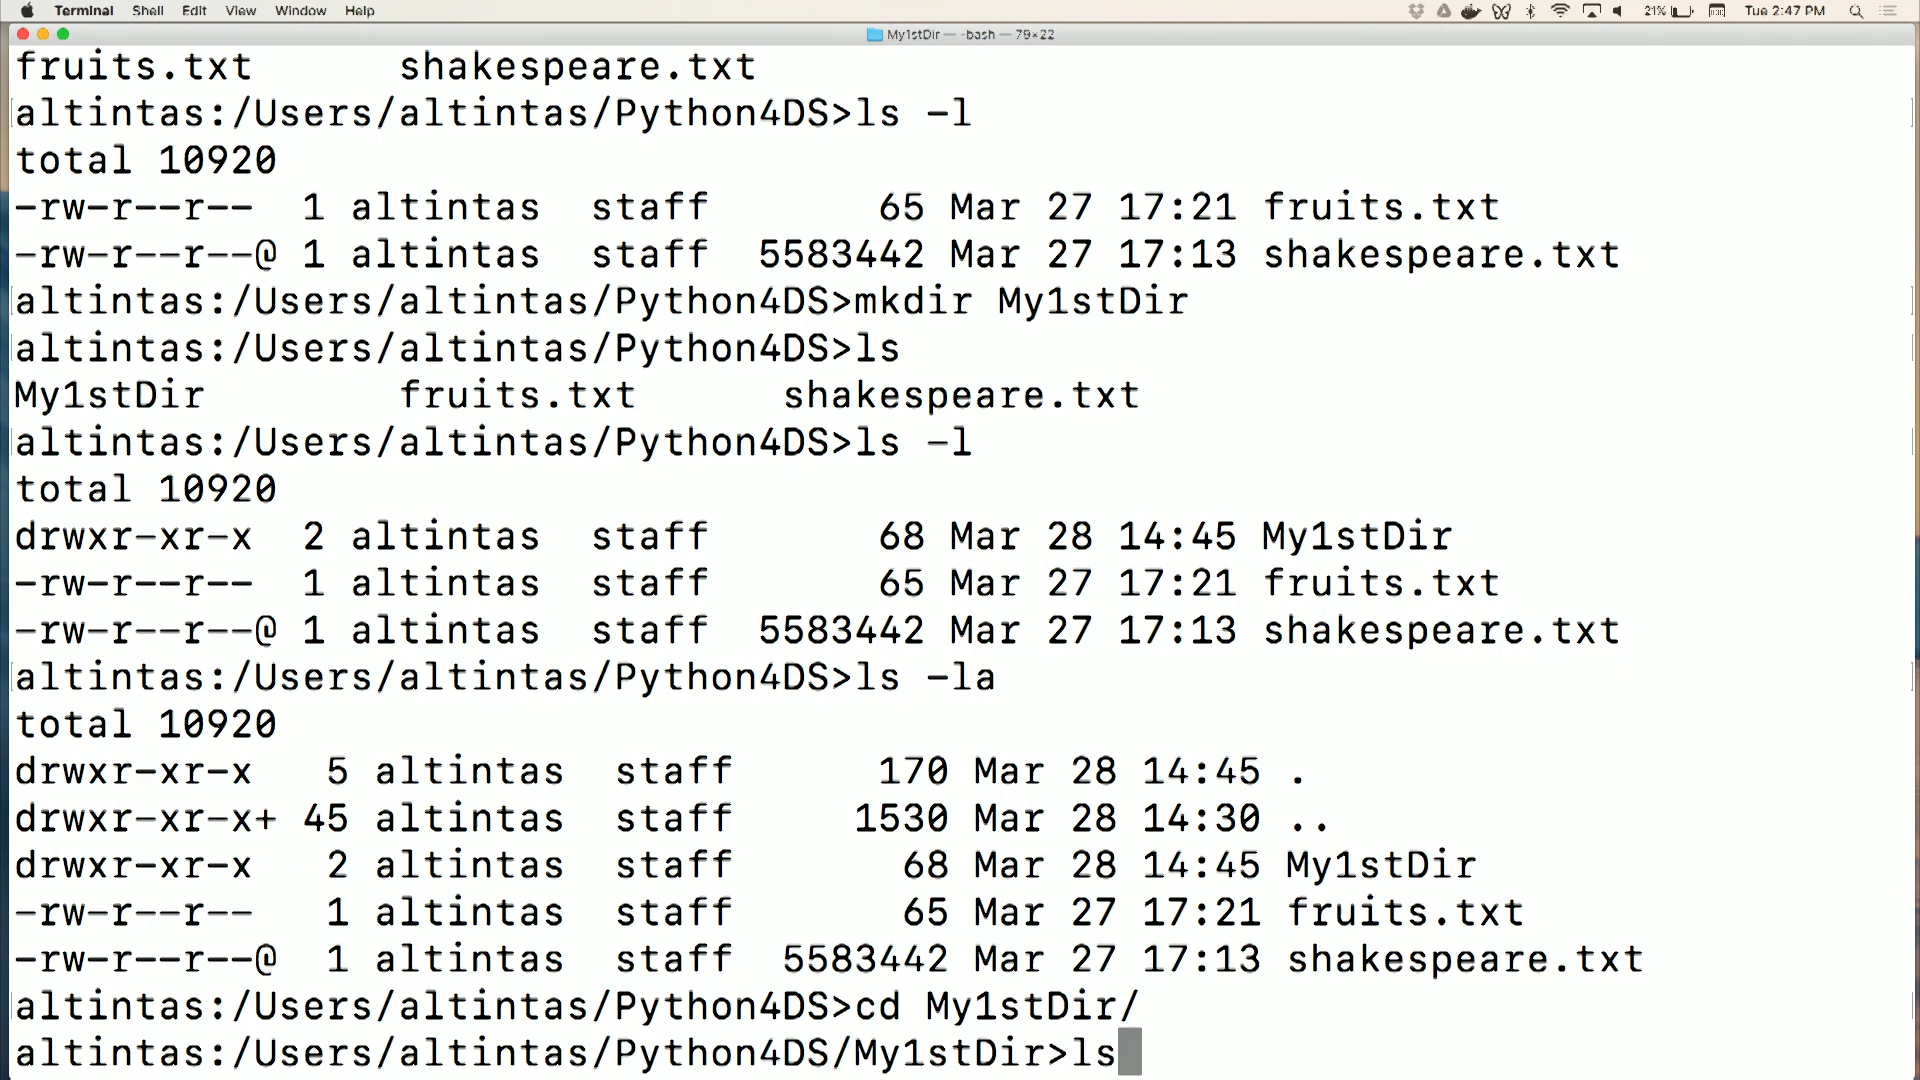 Terminal Shell Edit View Window Help 21% Tue 2:47 PM
My1stDir — -bash — 79×22
fruits.txt shakespeare.txt
altintas:/Users/altintas/Python4DS>ls -l
total 10920
-rw-r--r-- 1 altintas staff 65 Mar 27 17:21 fruits.txt
-rw-r--r--@ 1 altintas staff 5583442 Mar 27 17:13 shakespeare.txt
altintas:/Users/altintas/Python4DS>mkdir My1stDir
altintas:/Users/altintas/Python4DS>ls
My1stDir fruits.txt shakespeare.txt
altintas:/Users/altintas/Python4DS>ls -l
total 10920
drwxr-xr-x 2 altintas staff 68 Mar 28 14:45 My1stDir
-rw-r--r-- 1 altintas staff 65 Mar 27 17:21 fruits.txt
-rw-r--r--@ 1 altintas staff 5583442 Mar 27 17:13 shakespeare.txt
altintas:/Users/altintas/Python4DS>ls -la
total 10920
drwxr-xr-x 5 altintas staff 170 Mar 28 14:45 .
drwxr-xr-x+ 45 altintas staff 1530 Mar 28 14:30 ..
drwxr-xr-x 2 altintas staff 68 Mar 28 14:45 My1stDir
-rw-r--r-- 1 altintas staff 65 Mar 27 17:21 fruits.txt
-rw-r--r--@ 1 altintas staff 5583442 Mar 27 17:13 shakespeare.txt
altintas:/Users/altintas/Python4DS>cd My1stDir/
altintas:/Users/altintas/Python4DS/My1stDir>ls